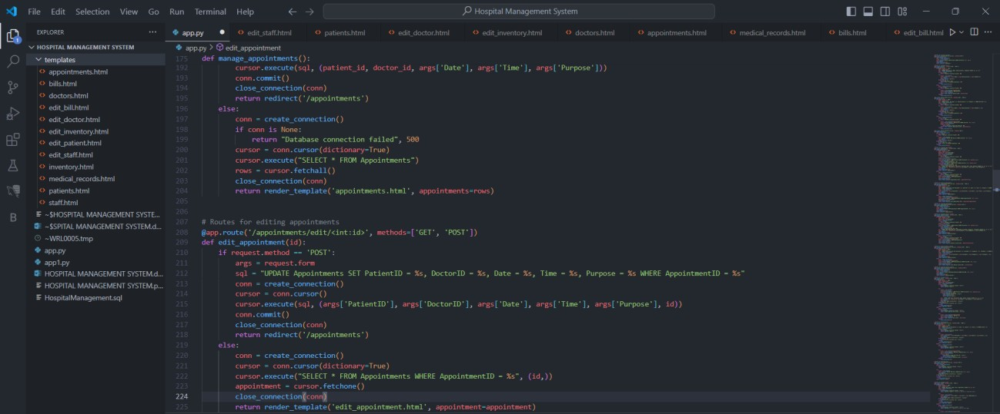 File Edit Selection View Go Run Terminal Help
Hospital Management System
EXPLORER
HOSPITAL MANAGEMENT SYSTEM
templates
appointments.html
bills.html
doctors.html
edit_bill.html
edit_doctor.html
edit_inventory.html
edit_patient.html
edit_staff.html
inventory.html
medical_records.html
patients.html
staff.html
~$HOSPITAL MANAGEMENT SYSTE...
~$SPITAL MANAGEMENT SYSTEM.d...
~WRL0005.tmp
app.py
app1.py
HOSPITAL MANAGEMENT SYSTEM.d...
HOSPITAL MANAGEMENT SYSTEM.p...
HospitalManagement.sql
1
B
app.py edit_staff.html patients.html edit_doctor.html edit_inventory.html doctors.html appointments.html medical_records.html bills.html edit_bill.html
app.py > edit_appointment
175 def manage_appointments():
192 cursor.execute(sql, (patient_id, doctor_id, args['Date'], args['Time'], args['Purpose']))
193 conn.commit()
194 close_connection(conn)
195 return redirect('/appointments')
196 else:
197 conn = create_connection()
198 if conn is None:
199 return "Database connection failed", 500
200 cursor = conn.cursor(dictionary=True)
201 cursor.execute("SELECT * FROM Appointments")
202 rows = cursor.fetchall()
203 close_connection(conn)
204 return render_template('appointments.html', appointments=rows)
205
206
207 # Routes for editing appointments
208 @app.route('/appointments/edit/<int:id>', methods=['GET', 'POST'])
209 def edit_appointment(id):
210 if request.method == 'POST':
211 args = request.form
212 sql = "UPDATE Appointments SET PatientID = %s, DoctorID = %s, Date = %s, Time = %s, Purpose = %s WHERE AppointmentID = %s"
213 conn = create_connection()
214 cursor = conn.cursor()
215 cursor.execute(sql, (args['PatientID'], args['DoctorID'], args['Date'], args['Time'], args['Purpose'], id))
216 conn.commit()
217 close_connection(conn)
218 return redirect('/appointments')
219 else:
220 conn = create_connection()
221 cursor = conn.cursor(dictionary=True)
222 cursor.execute("SELECT * FROM Appointments WHERE AppointmentID = %s", (id,))
223 appointment = cursor.fetchone()
224 close_connection(conn)
225 return render_template('edit_appointment.html', appointment=appointment)